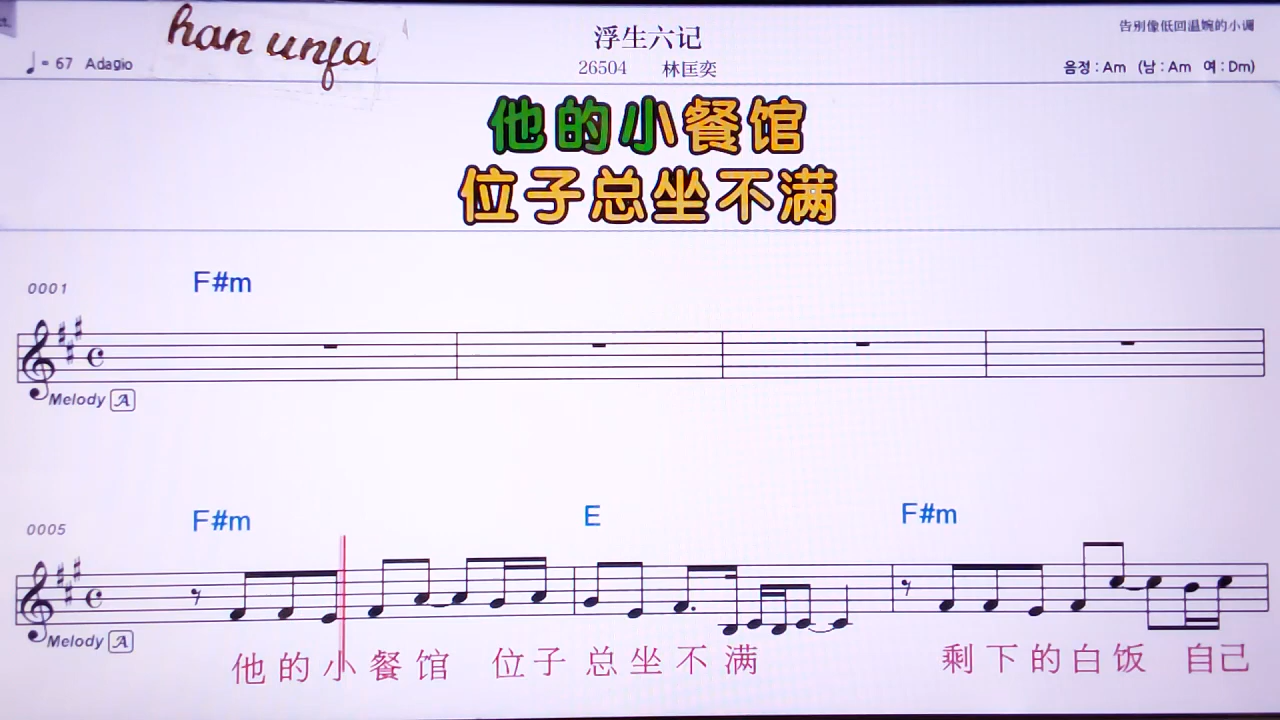 han unfa
浮生六记
26504 林匡奕
告别像低回温婉的小调
♩= 67 Adagio
음정 : Am (남 : Am 여 : Dm)
他的小餐馆
位子总坐不满
0001
F#m
Melody A
0005
F#m E F#m
Melody A
他的小餐馆 位子总坐不满 剩下的白饭 自己